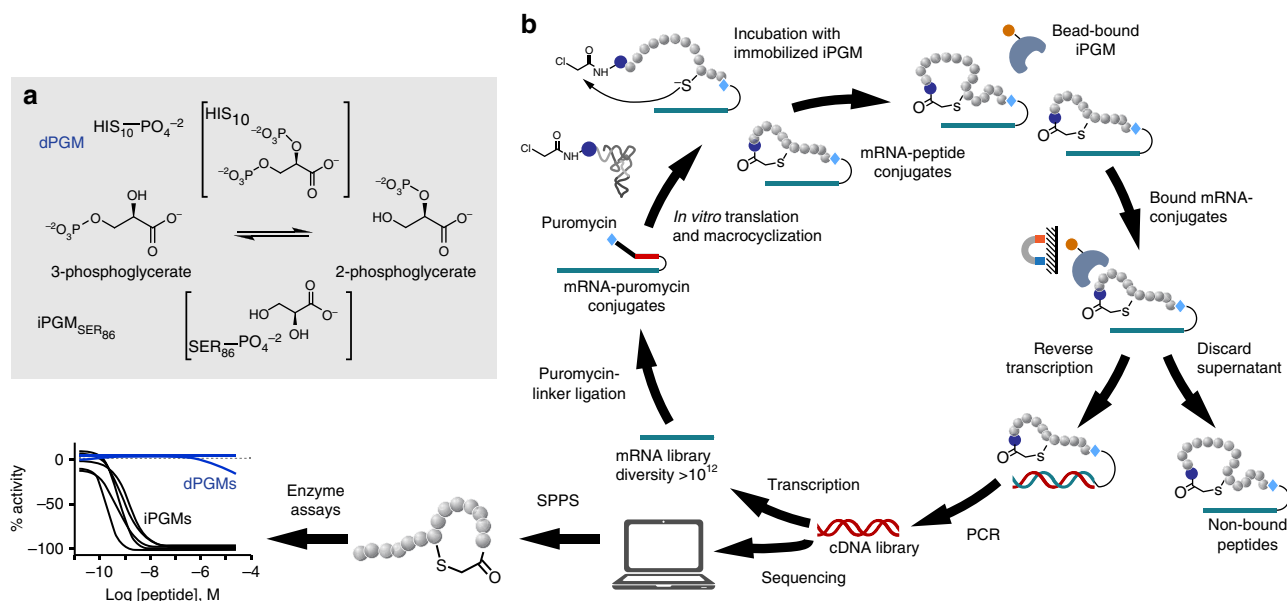 a
dPGM
HIS10—PO4−2
HIS10
−2O3P
O
−2O3P
O
O−
O
OH
−2O3P
O
O−
O
3-phosphoglycerate
−2O3P
O
HO
O−
O
2-phosphoglycerate
iPGMSER86
O
HO
O−
OH
SER86—PO4−2
b
Cl
O
NH
−S
Incubation with
immobilized iPGM
Bead-bound
iPGM
O
S
O
S
O
S
mRNA-peptide
conjugates
Cl
O
NH
Puromycin
In vitro translation
and macrocyclization
mRNA-puromycin
conjugates
Bound mRNA-
conjugates
O
S
Reverse
transcription
Discard
supernatant
Puromycin-
linker ligation
mRNA library
diversity >10^12
O
S
O
S
Non-bound
peptides
Transcription
cDNA library
PCR
Sequencing
SPPS
S
O
Enzyme
assays
% activity
0
−50
−100
dPGMs
iPGMs
−10
−8
−6
−4
Log [peptide], M